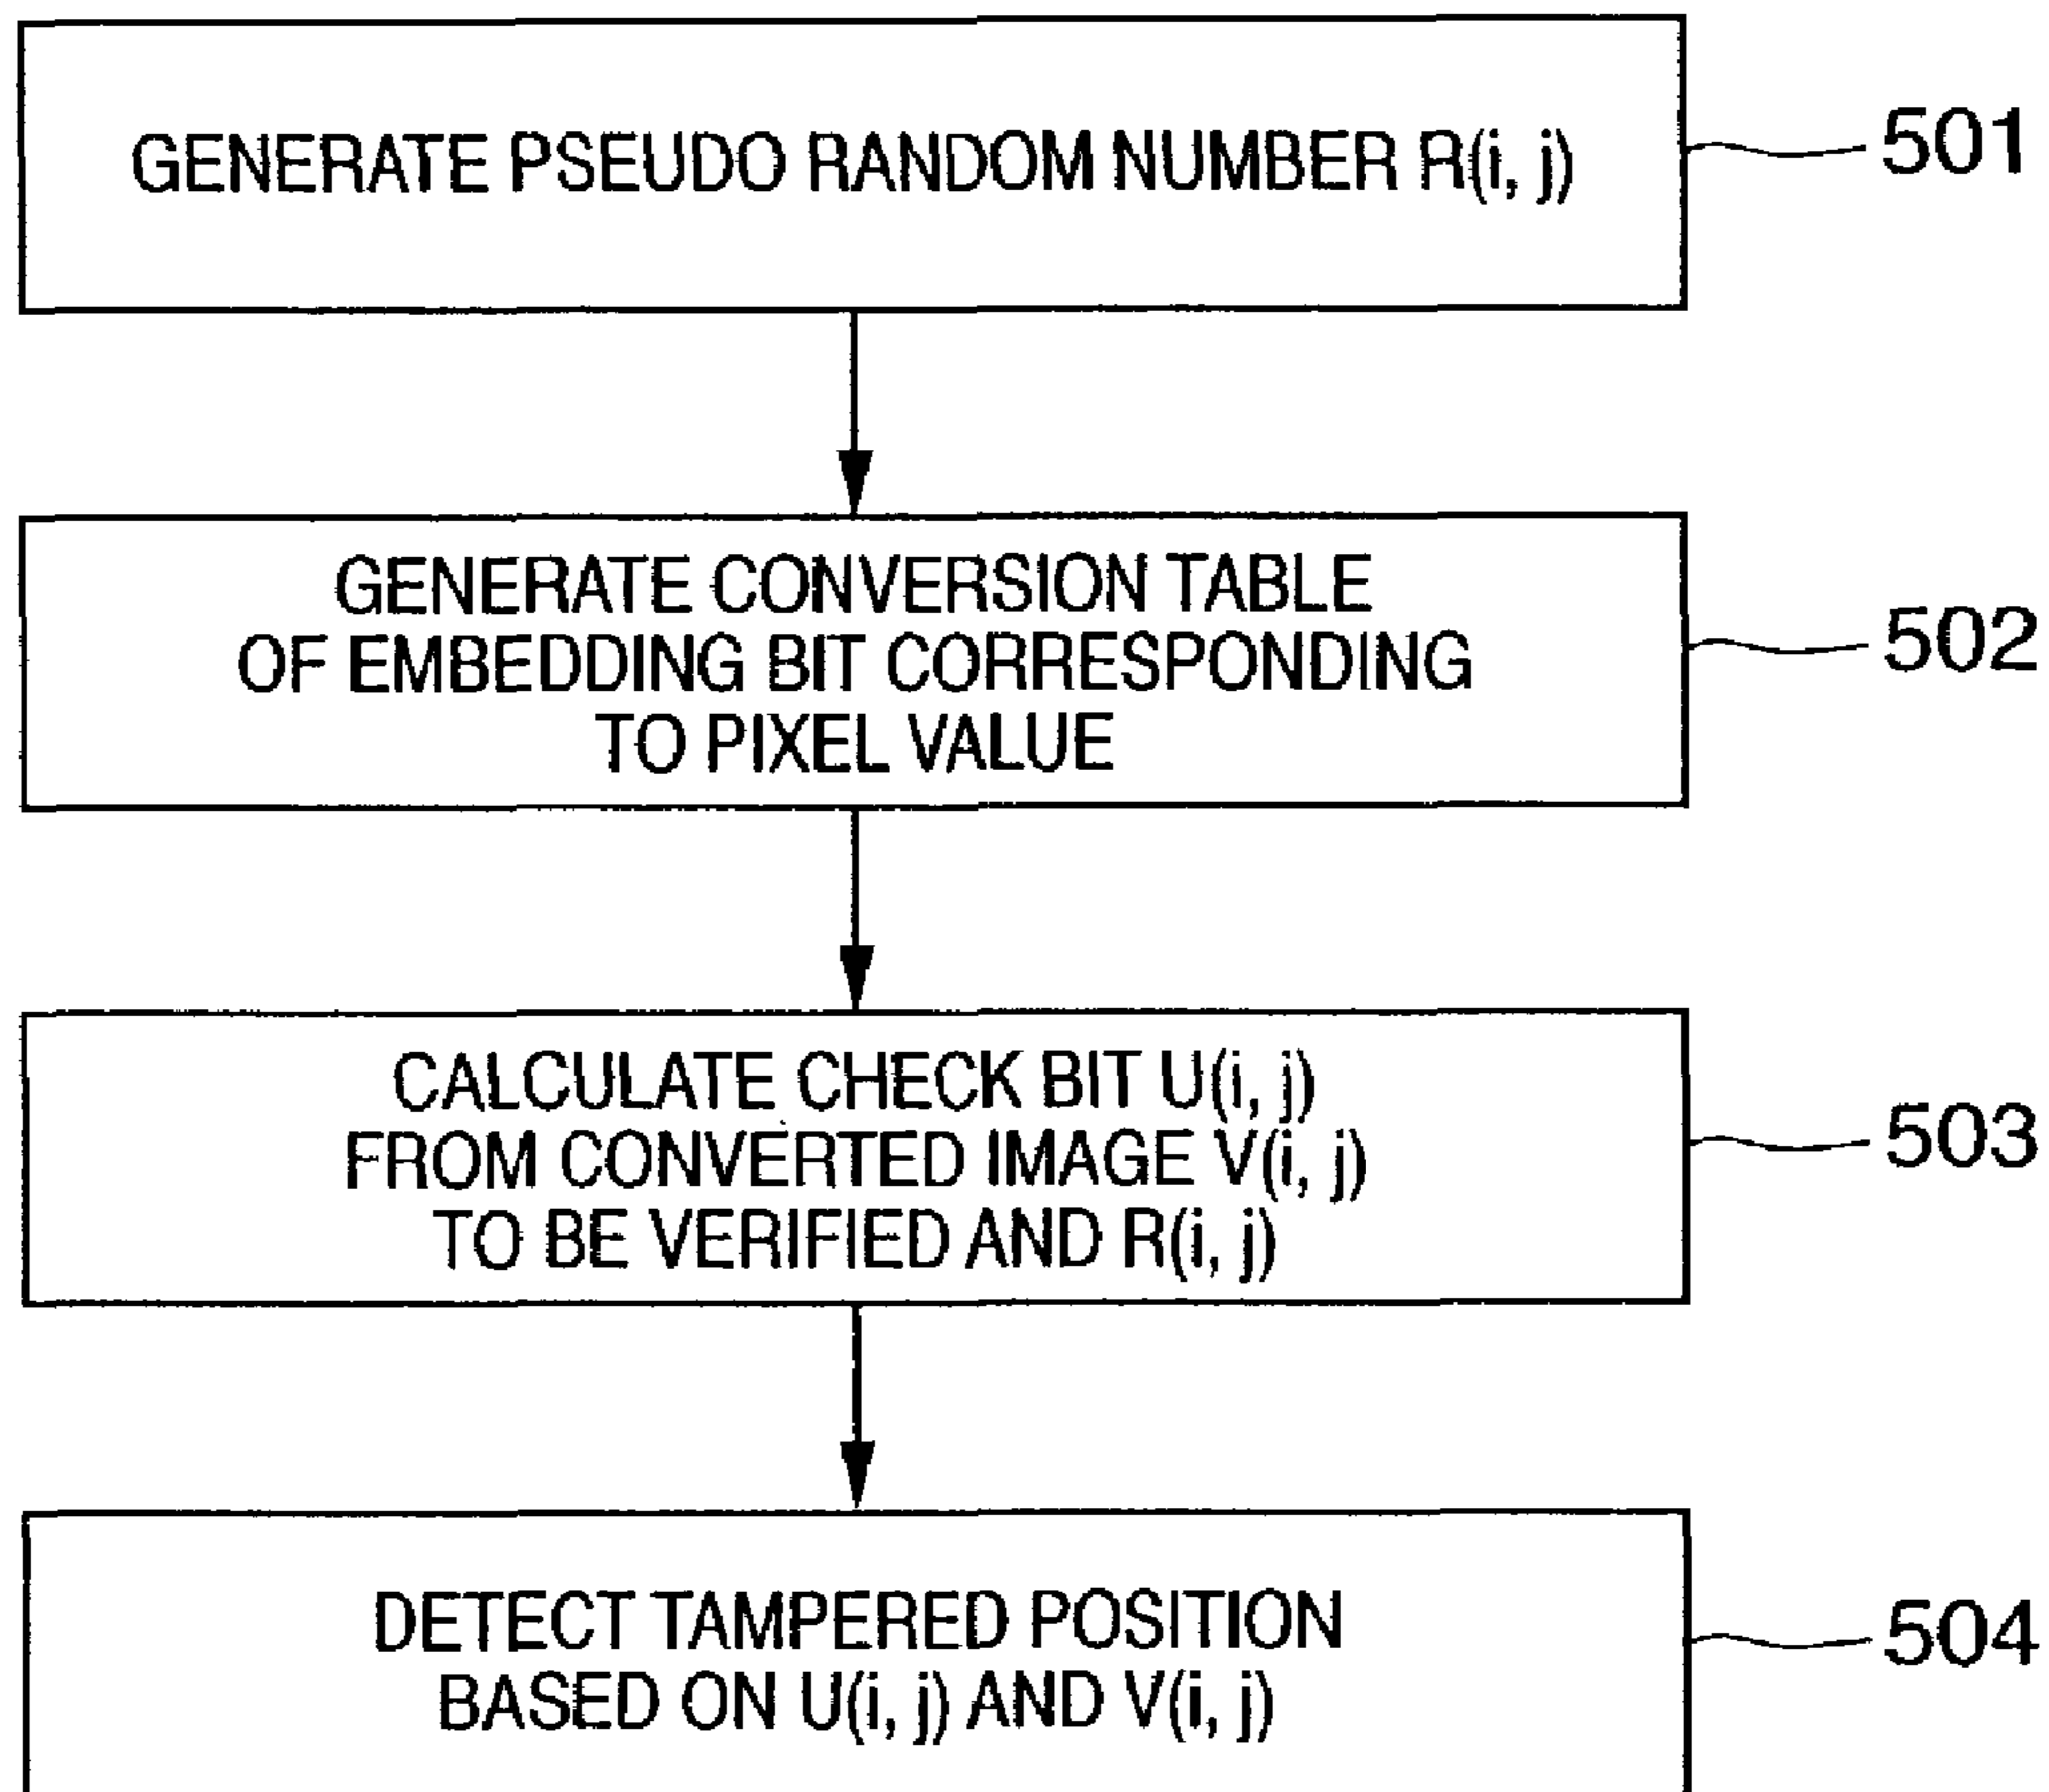 GENERATE PSEUDO RANDOM NUMBER R(i, j)
501
GENERATE CONVERSION TABLE
OF EMBEDDING BIT CORRESPONDING
TO PIXEL VALUE
502
CALCULATE CHECK BIT U(i, j)
FROM CONVERTED IMAGE V(i, j)
TO BE VERIFIED AND R(i, j)
503
DETECT TAMPERED POSITION
BASED ON U(i, j) AND V(i, j)
504